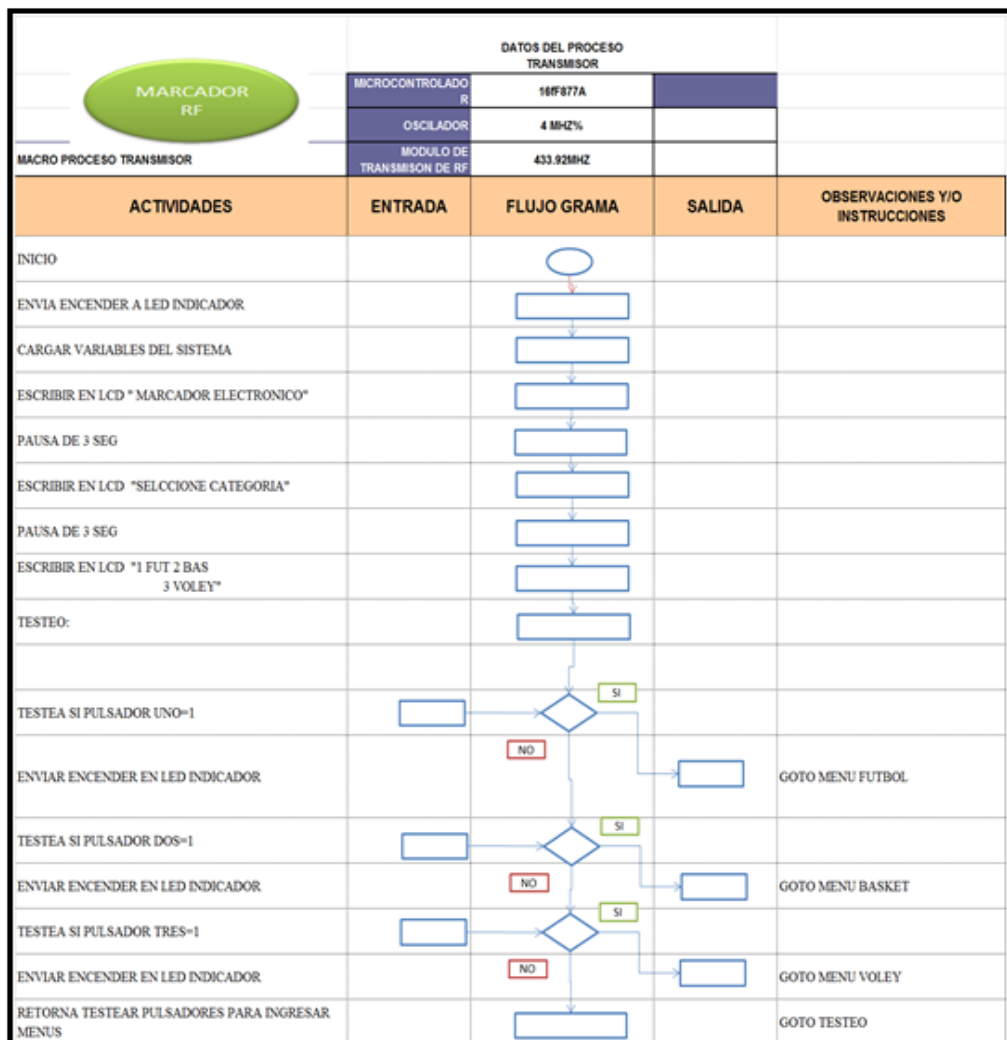 DATOS DEL PROCESO
TRANSMISOR
MARCADOR
RF
MICROCONTROLADO
R
16fF877A
OSCILADOR
4 MHZ%
MACRO PROCESO TRANSMISOR
MODULO DE
TRANSMISON DE RF
433.92MHZ
ACTIVIDADES
ENTRADA
FLUJO GRAMA
SALIDA
OBSERVACIONES Y/O
INSTRUCCIONES
INICIO
ENVIA ENCENDER A LED INDICADOR
CARGAR VARIABLES DEL SISTEMA
ESCRIBIR EN LCD " MARCADOR ELECTRONICO"
PAUSA DE 3 SEG
ESCRIBIR EN LCD "SELCCIONE CATEGORIA"
PAUSA DE 3 SEG
ESCRIBIR EN LCD "1 FUT 2 BAS
3 VOLEY"
TESTEO:
SI
TESTEA SI PULSADOR UNO=1
NO
ENVIAR ENCENDER EN LED INDICADOR
GOTO MENU FUTBOL
SI
TESTEA SI PULSADOR DOS=1
NO
ENVIAR ENCENDER EN LED INDICADOR
GOTO MENU BASKET
SI
TESTEA SI PULSADOR TRES=1
NO
ENVIAR ENCENDER EN LED INDICADOR
GOTO MENU VOLEY
RETORNA TESTEAR PULSADORES PARA INGRESAR
MENUS
GOTO TESTEO